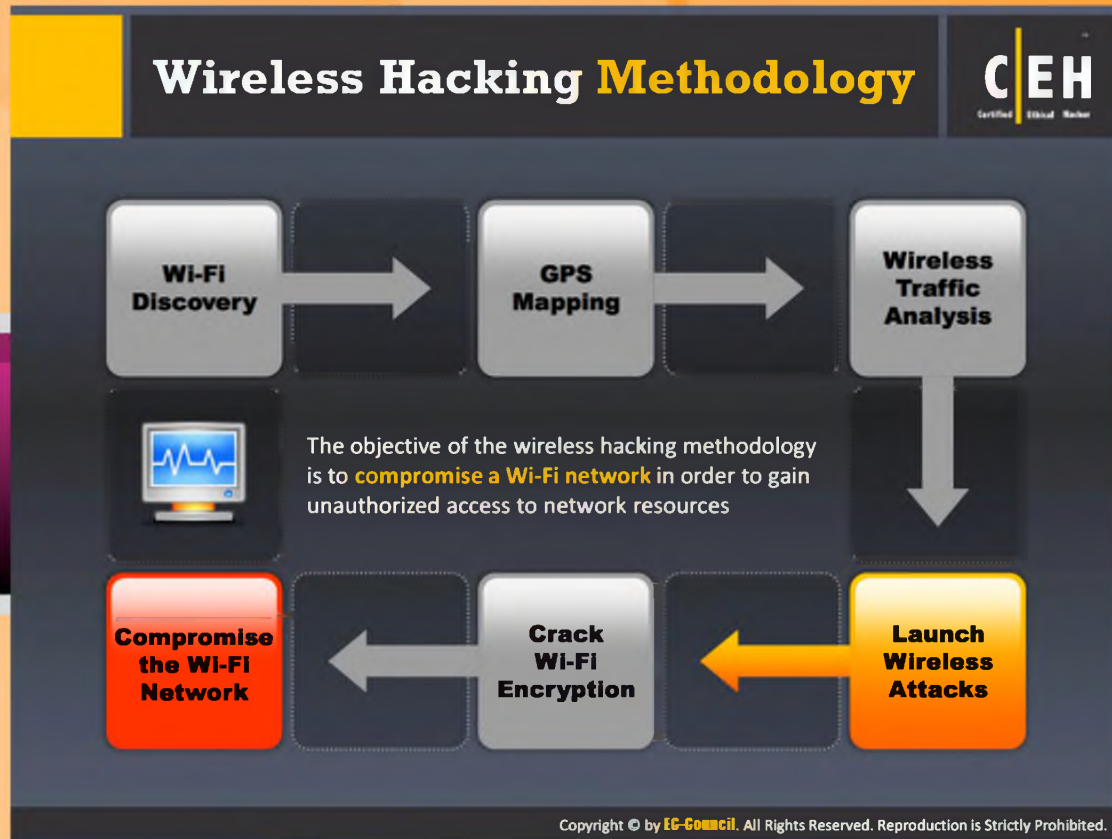 Wireless Hacking Methodology
CEH
Certified Ethical Hacker
Wi-Fi
Discovery
GPS
Mapping
Wireless
Traffic
Analysis
The objective of the wireless hacking methodology
is to compromise a Wi-Fi network in order to gain
unauthorized access to network resources
Compromise
the Wi-Fi
Network
Crack
Wi-Fi
Encryption
Launch
Wireless
Attacks
Copyright © by EC-Council. All Rights Reserved. Reproduction is Strictly Prohibited.